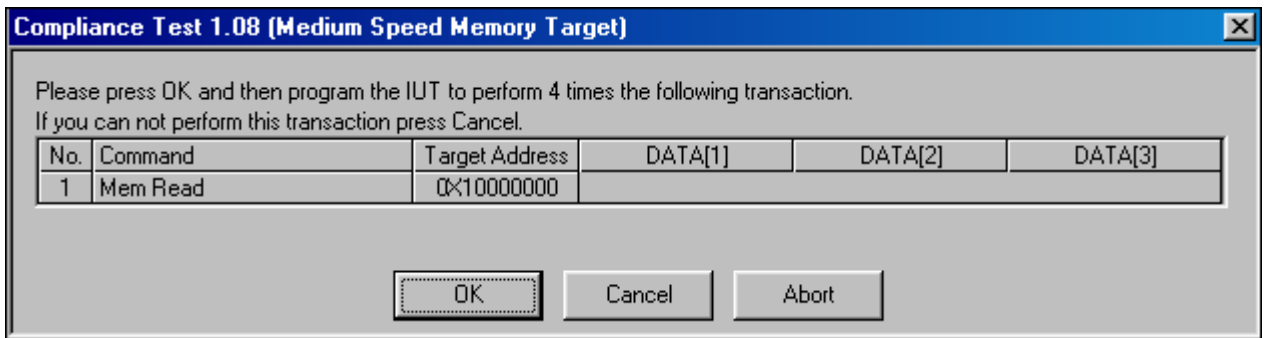 Compliance Test 1.08 (Medium Speed Memory Target)
Please press OK and then program the IUT to perform 4 times the following transaction.
If you can not perform this transaction press Cancel.
No. Command Target Address DATA[1] DATA[2] DATA[3]
1 Mem Read 0X10000000
OK Cancel Abort